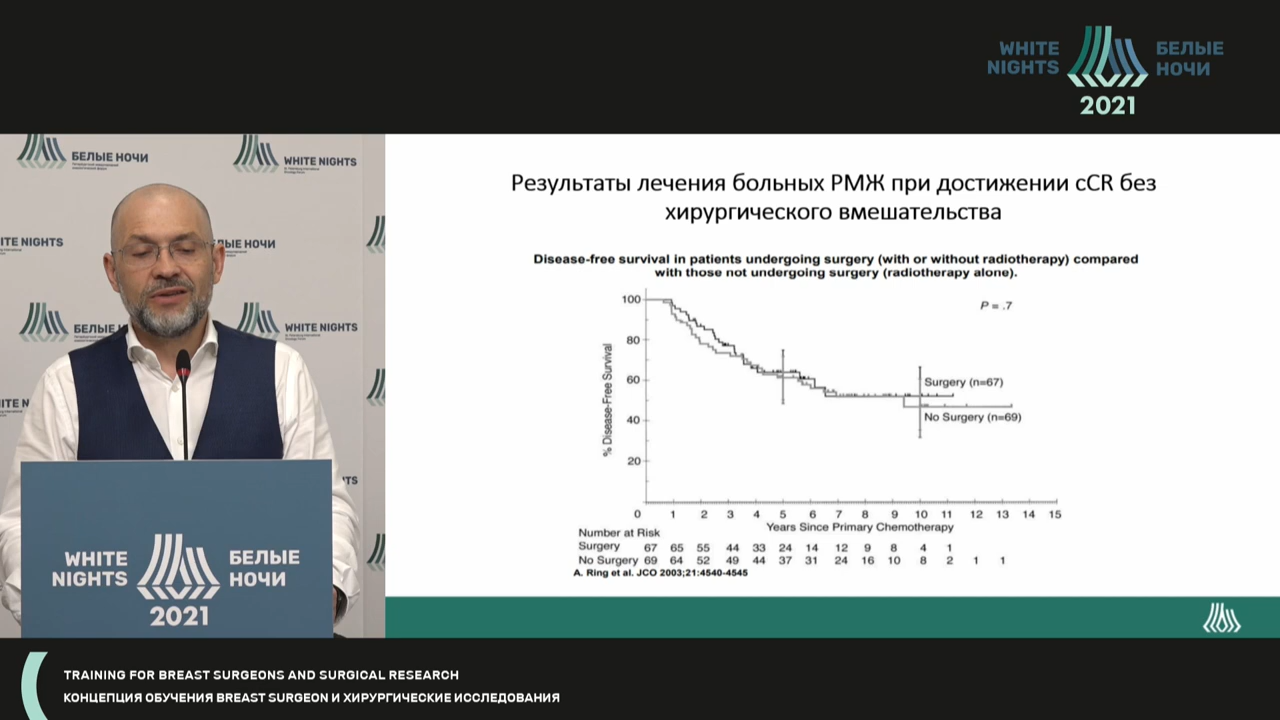 WHITE
NIGHTS
БЕЛЫЕ
НОЧИ
2021
БЕЛЫЕ НОЧИ
WHITE NIGHTS
ITE NIGHTS
ЛЫЕ НОЧИ
БЕЛЫЕ
WHITE NIGHTS
ITE N
TS
WHITE
NIGHTS
БЕЛЫЕ
НОЧИ
2021
Результаты лечения больных РМЖ при достижении cCR без
хирургического вмешательства
Disease-free survival in patients undergoing surgery (with or without radiotherapy) compared
with those not undergoing surgery (radiotherapy alone).
P = .7
% Disease-Free Survival
100
80
60
40
20
Surgery (n=67)
No Surgery (n=69)
0 1 2 3 4 5 6 7 8 9 10 11 12 13 14 15
Years Since Primary Chemotherapy
Number at Risk
Surgery 67 65 55 44 33 24 14 12 9 8 4 1
No Surgery 69 64 52 49 44 37 31 24 16 10 8 2 1 1
A. Ring et al. JCO 2003;21:4540-4545
TRAINING FOR BREAST SURGEONS AND SURGICAL RESEARCH
КОНЦЕПЦИЯ ОБУЧЕНИЯ BREAST SURGEON И ХИРУРГИЧЕСКИЕ ИССЛЕДОВАНИЯ